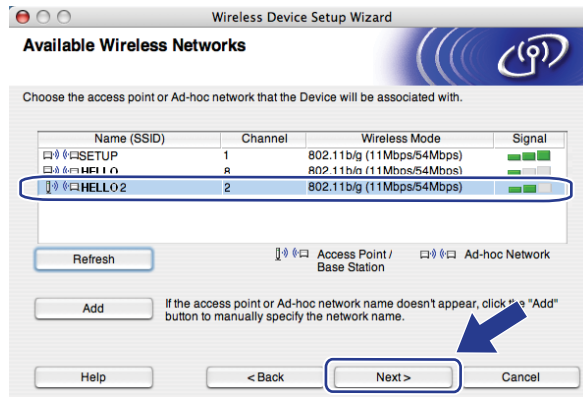 Wireless Device Setup Wizard
Available Wireless Networks
Choose the access point or Ad-hoc network that the Device will be associated with.
Name (SSID) Channel Wireless Mode Signal
SETUP 1 802.11b/g (11Mbps/54Mbps)
HELLO 8 802.11b/g (11Mbps/54Mbps)
HELLO2 2 802.11b/g (11Mbps/54Mbps)
Refresh
Access Point / Ad-hoc Network
Base Station
Add
If the access point or Ad-hoc network name doesn't appear, click the "Add"
button to manually specify the network name.
Help < Back Next > Cancel